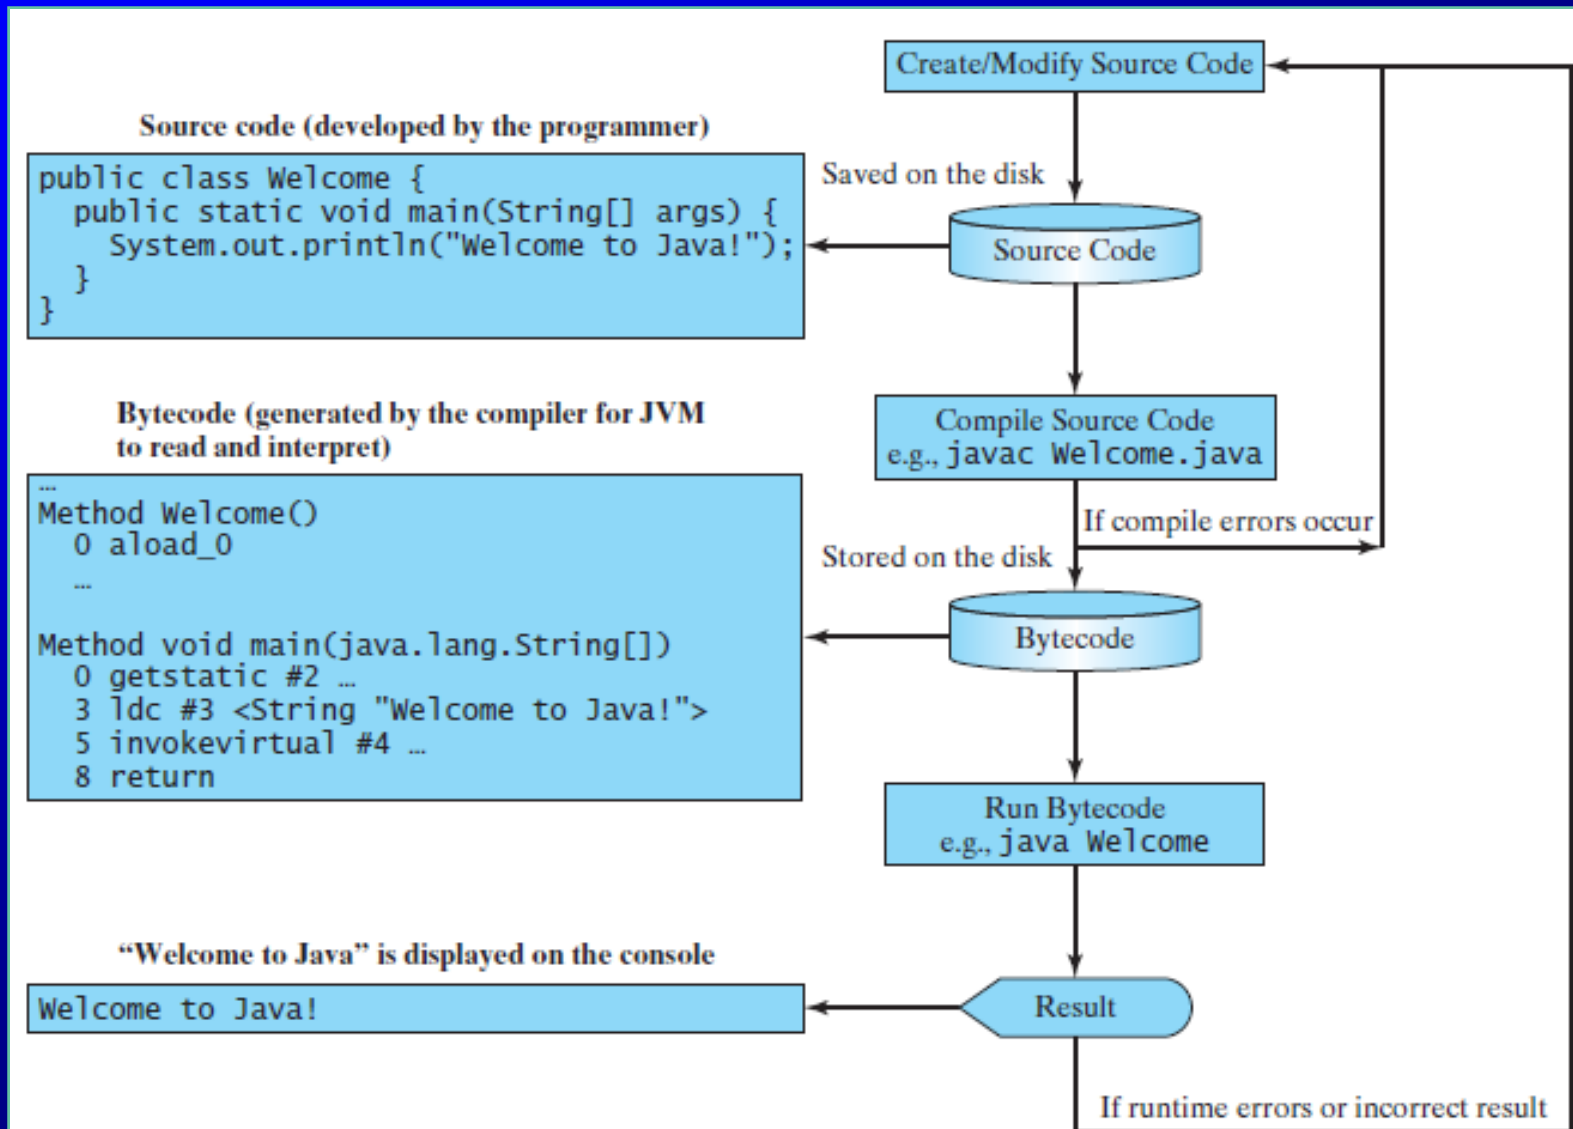 Create/Modify Source Code
Source code (developed by the programmer)
public class Welcome {
  public static void main(String[] args) {
    System.out.println("Welcome to Java!");
  }
}
Saved on the disk
Source Code
Compile Source Code
e.g., javac Welcome.java
If compile errors occur
Bytecode (generated by the compiler for JVM
to read and interpret)
…
Method Welcome()
  0 aload_0
  …
Method void main(java.lang.String[])
  0 getstatic #2 …
  3 ldc #3 <String "Welcome to Java!">
  5 invokevirtual #4 …
  8 return
Stored on the disk
Bytecode
Run Bytecode
e.g., java Welcome
“Welcome to Java” is displayed on the console
Welcome to Java!
Result
If runtime errors or incorrect result